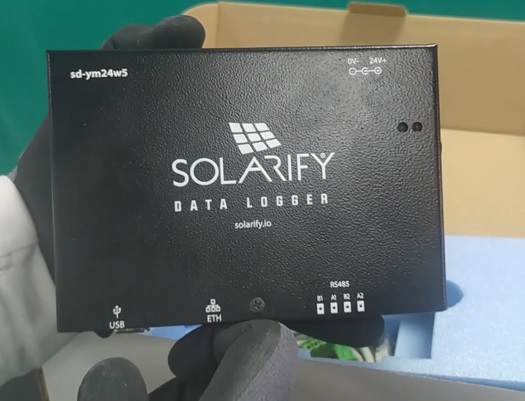 sd-ym24w5
0V- 24V+
SOLARIFY
DATA LOGGER
solarify.io
RS485
B1 A1 B2 A2
USB
ETH